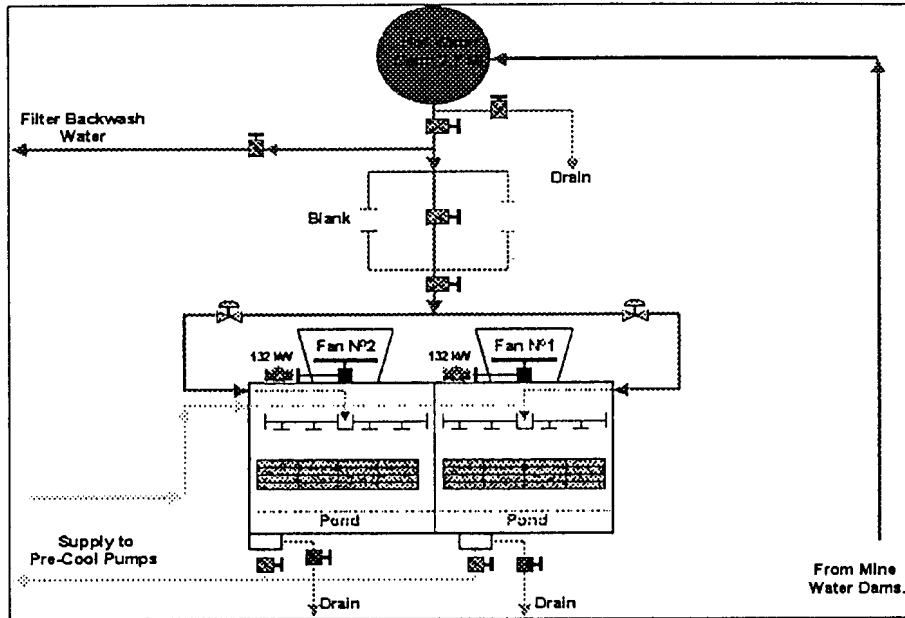 Filter Backwash
Water
Drain
Blank
132 kW
Fan Nº2
132 kW
Fan Nº1
Pond
Pond
Supply to
Pre-Cool Pumps
From Mine
Water Dams.
Drain
Drain